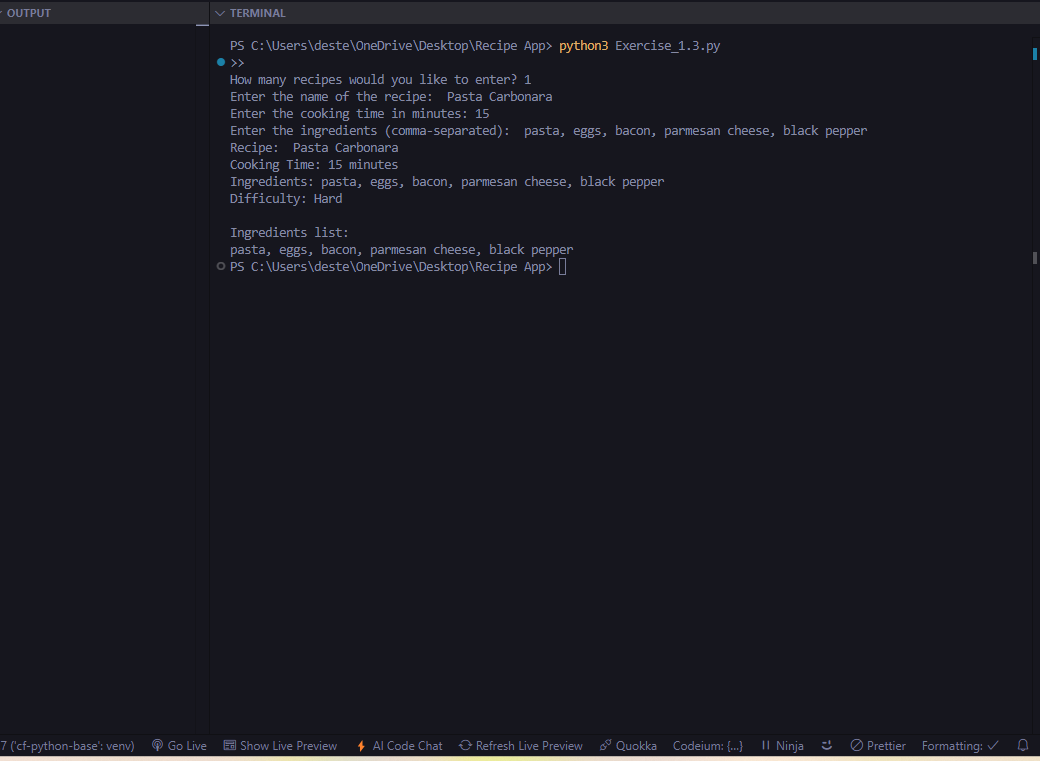 OUTPUT
TERMINAL
PS C:\Users\deste\OneDrive\Desktop\Recipe App> python3 Exercise_1.3.py
>>
How many recipes would you like to enter? 1
Enter the name of the recipe:  Pasta Carbonara
Enter the cooking time in minutes: 15
Enter the ingredients (comma-separated):  pasta, eggs, bacon, parmesan cheese, black pepper
Recipe:  Pasta Carbonara
Cooking Time: 15 minutes
Ingredients: pasta, eggs, bacon, parmesan cheese, black pepper
Difficulty: Hard
Ingredients list:
pasta, eggs, bacon, parmesan cheese, black pepper
PS C:\Users\deste\OneDrive\Desktop\Recipe App>
7 ('cf-python-base': venv) Go Live Show Live Preview AI Code Chat Refresh Live Preview Quokka Codeium: {...} Ninja Prettier Formatting: ✓